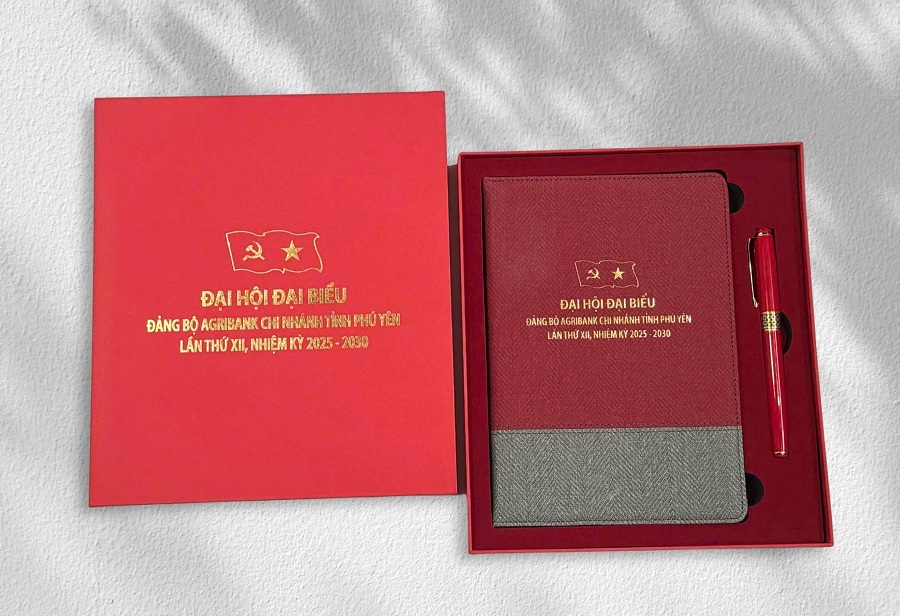 ĐẠI HỘI ĐẠI BIỂU
ĐẢNG BỘ AGRIBANK CHI NHÁNH TỈNH PHÚ YÊN
LẦN THỨ XII, NHIỆM KỲ 2025 - 2030
ĐẠI HỘI ĐẠI BIỂU
ĐẢNG BỘ AGRIBANK CHI NHÁNH TỈNH PHÚ YÊN
LẦN THỨ XII, NHIỆM KỲ 2025 - 2030